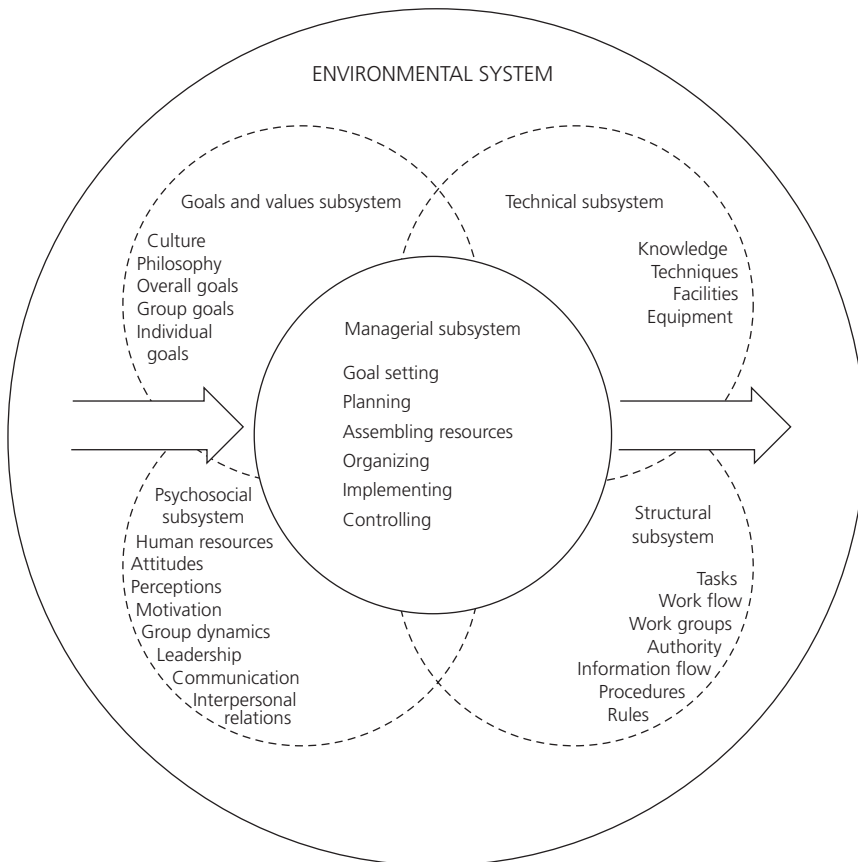 ENVIRONMENTAL SYSTEM
Goals and values subsystem
Culture
Philosophy
Overall goals
Group goals
Individual
goals
Technical subsystem
Knowledge
Techniques
Facilities
Equipment
Managerial subsystem
Goal setting
Planning
Assembling resources
Organizing
Implementing
Controlling
Psychosocial
subsystem
Human resources
Attitudes
Perceptions
Motivation
Group dynamics
Leadership
Communication
Interpersonal
relations
Structural
subsystem
Tasks
Work flow
Work groups
Authority
Information flow
Procedures
Rules